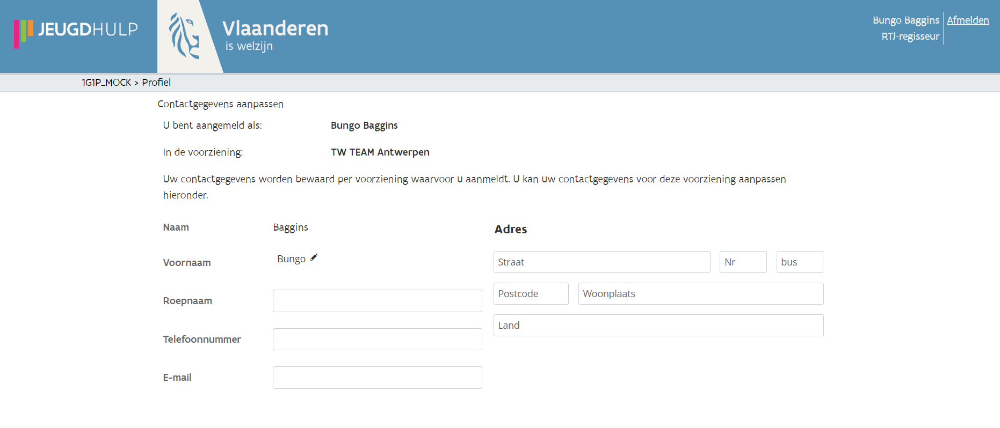 JEUGDHULP
Vlaanderen
is welzijn
Bungo Baggins Afmelden
RTJ-regisseur
1G1P_MOCK > Profiel
Contactgegevens aanpassen
U bent aangemeld als: Bungo Baggins
In de voorziening: TW TEAM Antwerpen
Uw contactgegevens worden bewaard per voorziening waarvoor u aanmeldt. U kan uw contactgegevens voor deze voorziening aanpassen
hieronder.
Naam Baggins
Voornaam Bungo
Roepnaam
Telefoonnummer
E-mail
Adres
Straat Nr bus
Postcode Woonplaats
Land